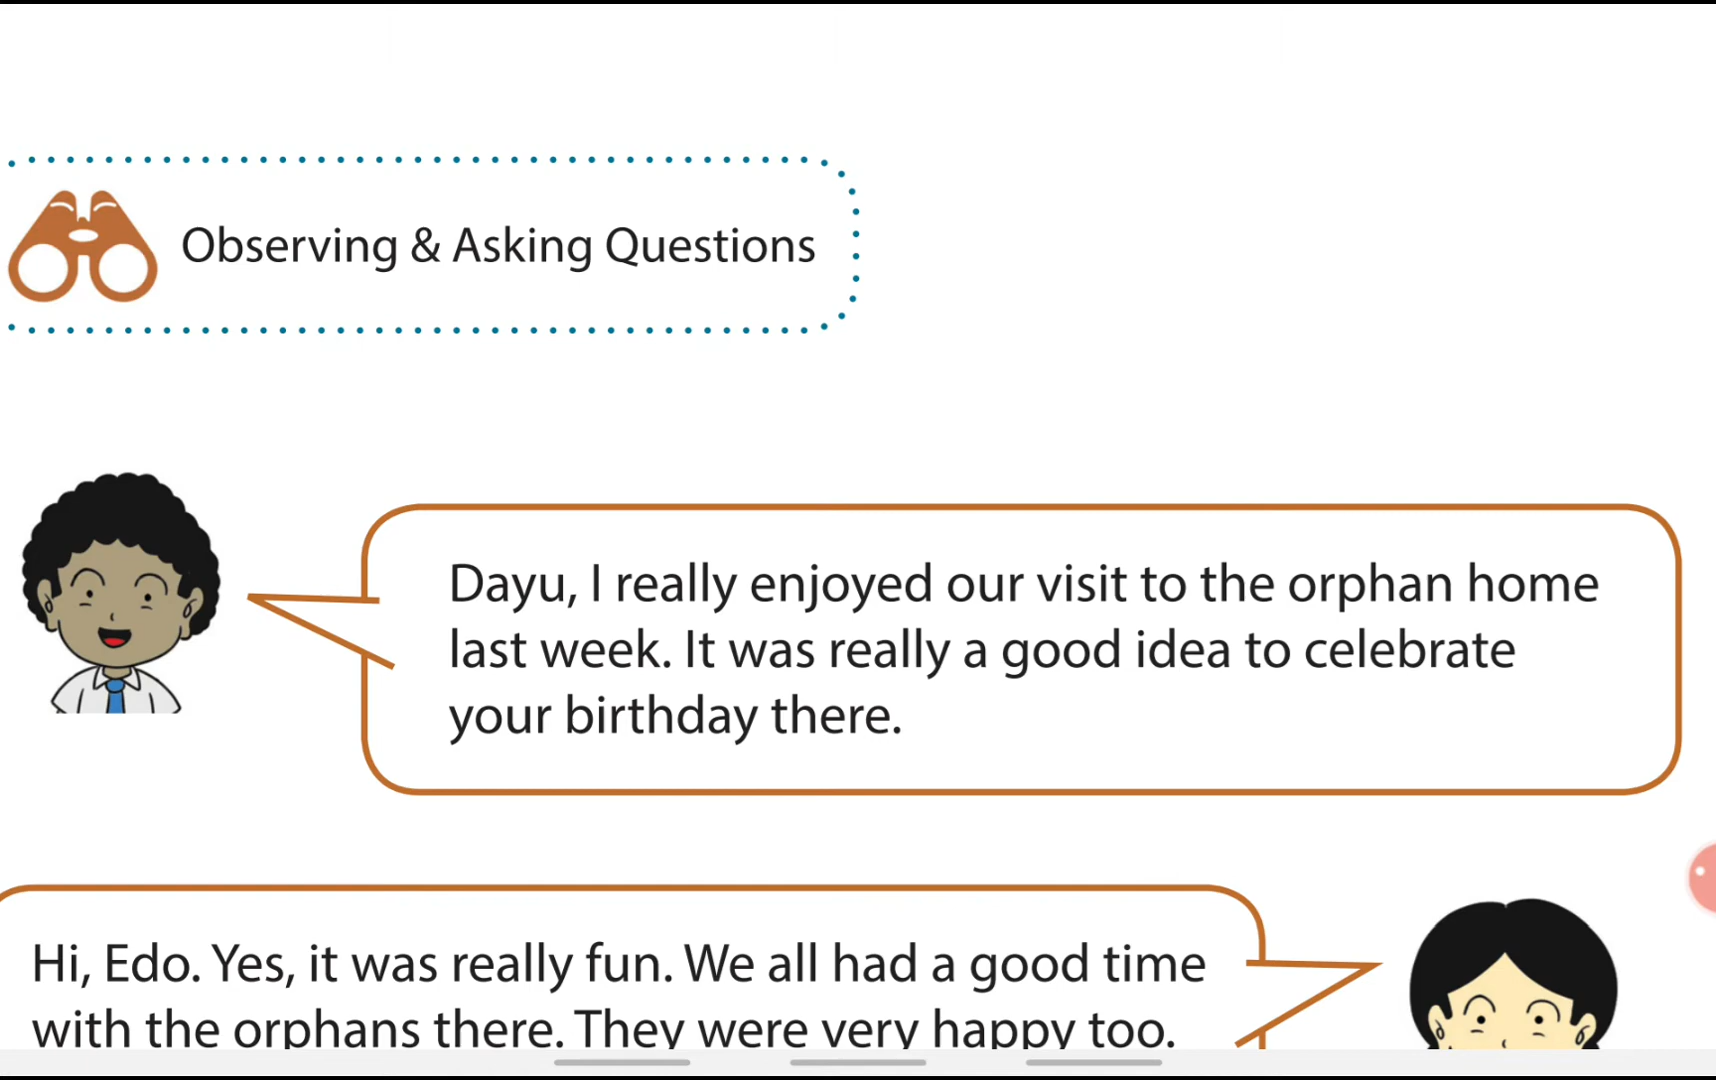 Observing & Asking Questions
Dayu, I really enjoyed our visit to the orphan home
last week. It was really a good idea to celebrate
your birthday there.
Hi, Edo. Yes, it was really fun. We all had a good time
with the orphans there. They were very happy too.